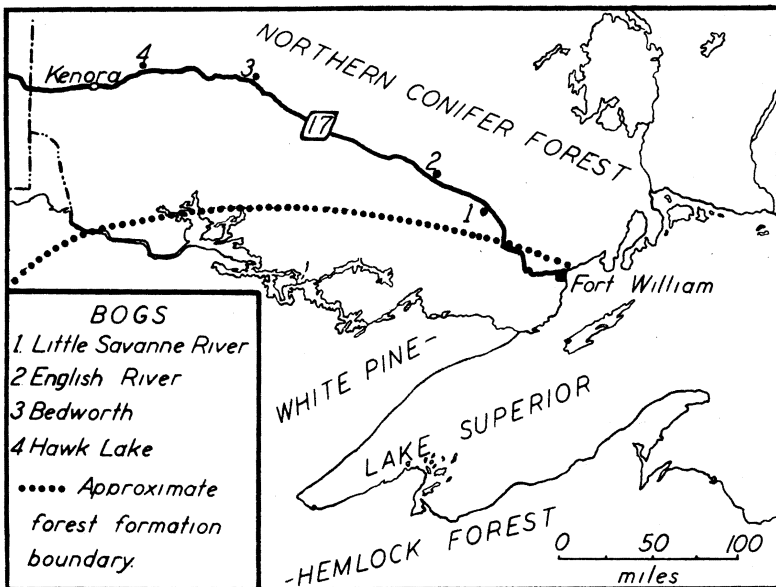 NORTHERN CONIFER FOREST
Kenora
4
3
17
2
1
Fort William
WHITE PINE-
LAKE SUPERIOR
-HEMLOCK FOREST
BOGS
1. Little Savanne River
2 English River
3 Bedworth
4 Hawk Lake
•••••• Approximate
forest formation
boundary.
0 50 100
miles